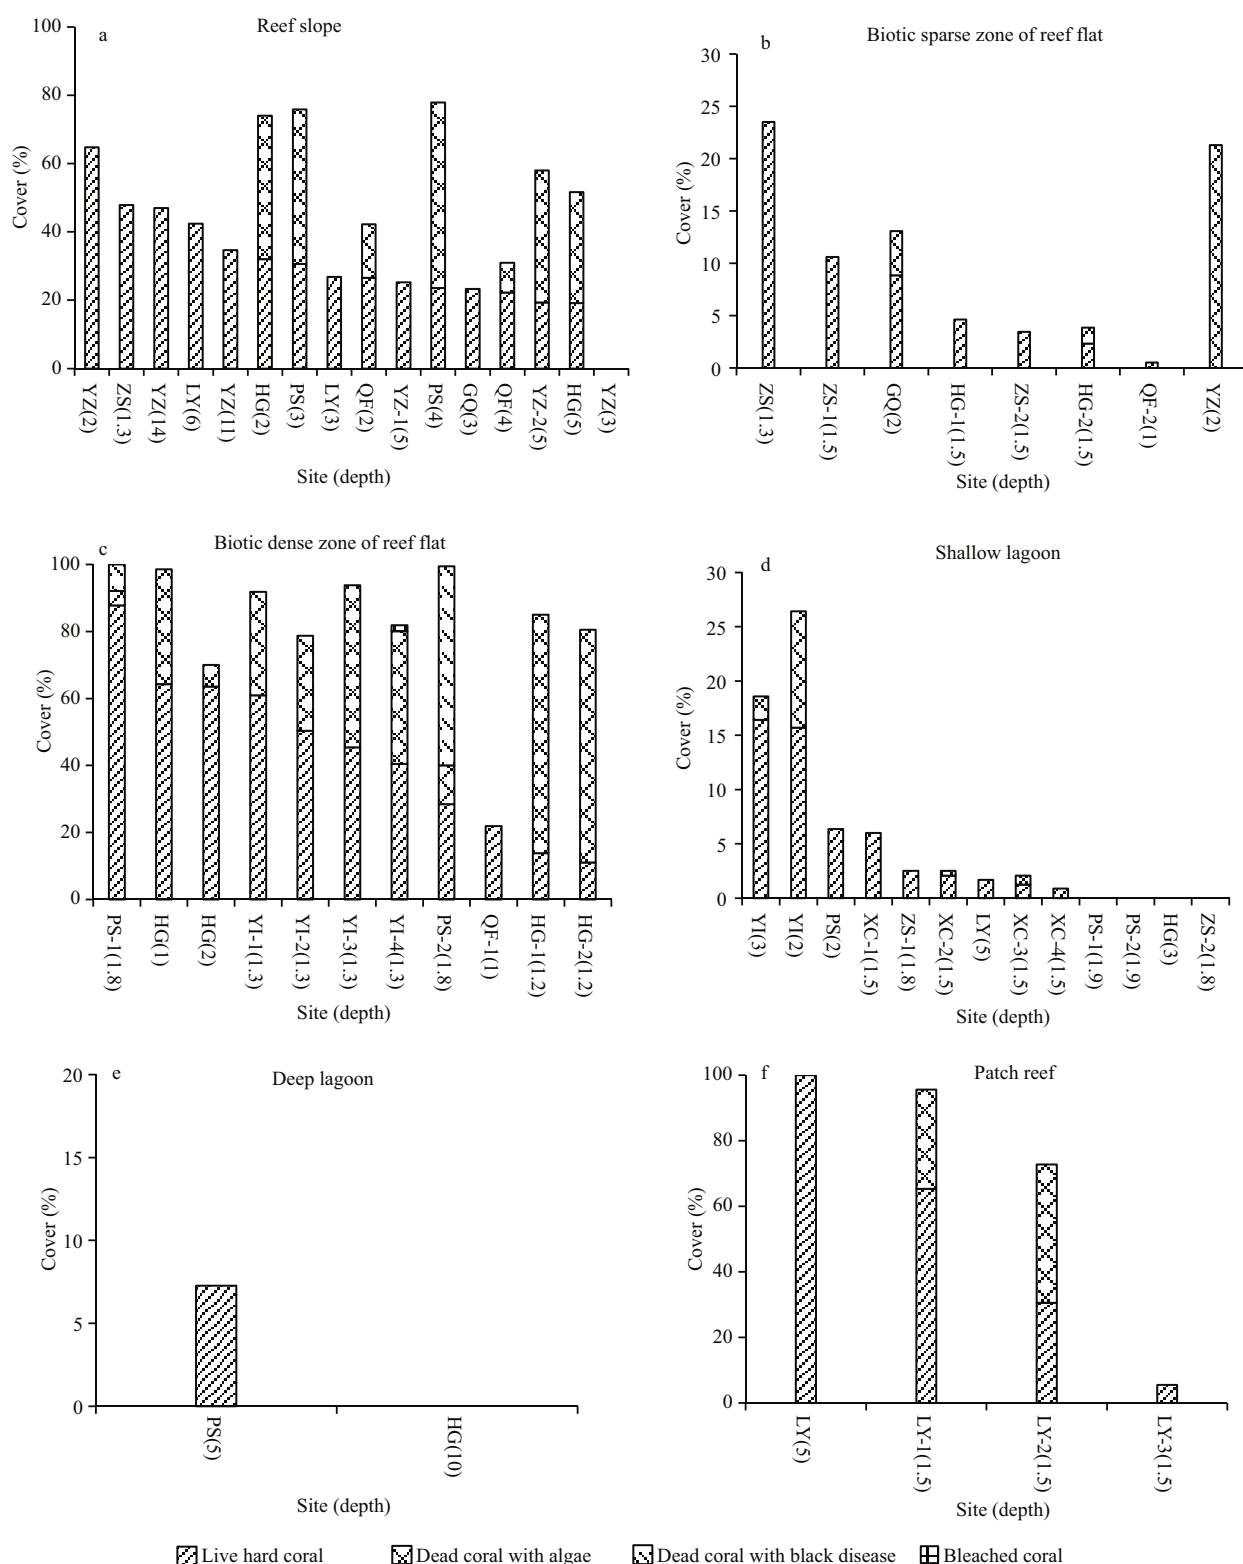 a
Reef slope
100
80
60
40
20
0
Cover (%)
YZ(2)
ZS(1.3)
YZ(14)
LY(6)
YZ(11)
HG(2)
PS(3)
LY(3)
QF(2)
YZ-1(5)
PS(4)
GQ(3)
QF(4)
YZ-2(5)
HG(5)
YZ(3)
Site (depth)
b
Biotic sparse zone of reef flat
30
25
20
15
10
5
0
Cover (%)
ZS(1.3)
ZS-1(1.5)
GQ(2)
HG-1(1.5)
ZS-2(1.5)
HG-2(1.5)
QF-2(1)
YZ(2)
Site (depth)
c
Biotic dense zone of reef flat
100
80
60
40
20
0
Cover (%)
PS-1(1.8)
HG(1)
HG(2)
YI-1(1.3)
YI-2(1.3)
YI-3(1.3)
YI-4(1.3)
PS-2(1.8)
QF-1(1)
HG-1(1.2)
HG-2(1.2)
Site (depth)
d
Shallow lagoon
30
25
20
15
10
5
0
Cover (%)
YI(3)
YI(2)
PS(2)
XC-1(1.5)
ZS-1(1.8)
XC-2(1.5)
LY(5)
XC-3(1.5)
XC-4(1.5)
PS-1(1.9)
PS-2(1.9)
HG(3)
ZS-2(1.8)
Site (depth)
e
Deep lagoon
20
15
10
5
0
Cover (%)
PS(5)
HG(10)
Site (depth)
f
Patch reef
100
80
60
40
20
0
Cover (%)
LY(5)
LY-1(1.5)
LY-2(1.5)
LY-3(1.5)
Site (depth)
Live hard coral
Dead coral with algae
Dead coral with black disease
Bleached coral